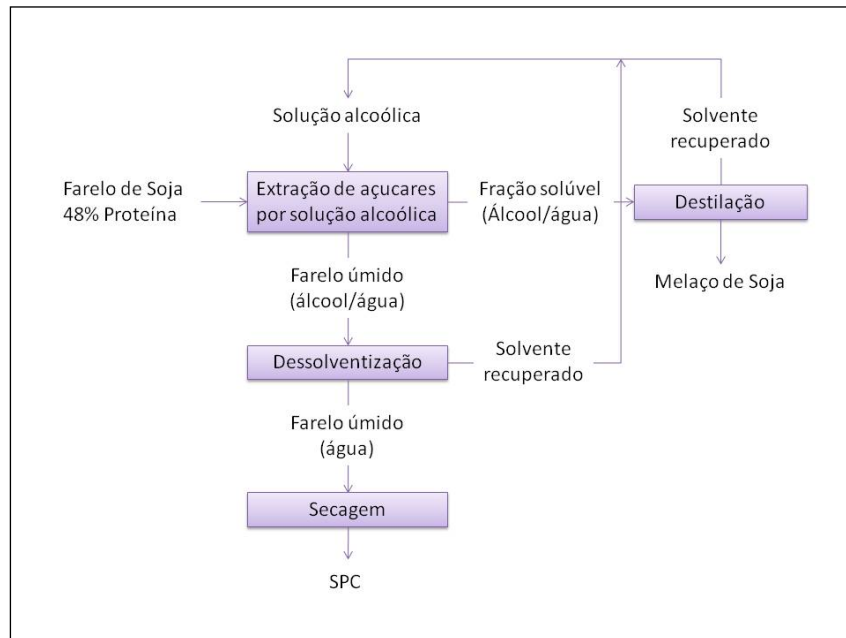 Solução alcoólica
Solvente
recuperado
Farelo de Soja
48% Proteína
Extração de açucares
por solução alcoólica
Fração solúvel
(Álcool/água)
Destilação
Farelo úmido
(álcool/água)
Melaço de Soja
Dessolventização
Solvente
recuperado
Farelo úmido
(água)
Secagem
SPC